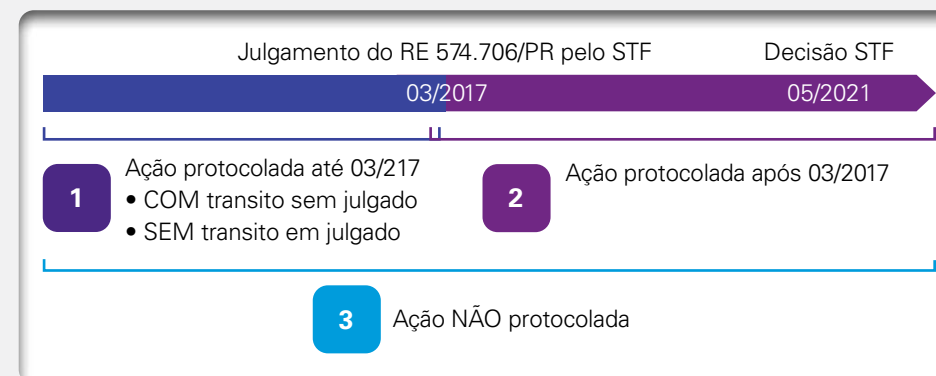 Julgamento do RE 574.706/PR pelo STF
Decisão STF
03/2017
05/2021
1
Ação protocolada até 03/217
• COM transito sem julgado
• SEM transito em julgado
2
Ação protocolada após 03/2017
3
Ação NÃO protocolada